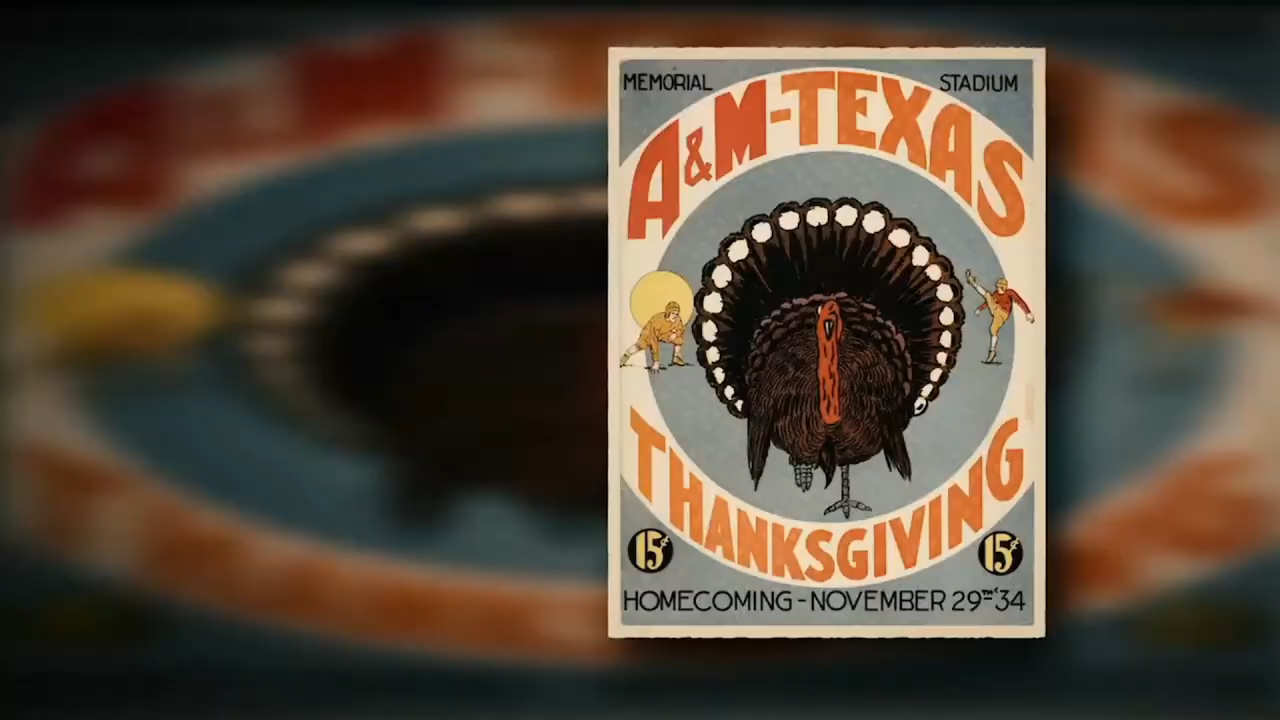 MEMORIAL STADIUM
A&M-TEXAS
THANKSGIVING
15¢ 15¢
HOMECOMING - NOVEMBER 29TH '34